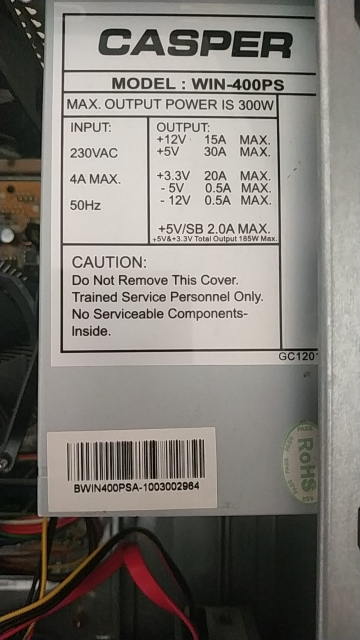 CASPER
MODEL : WIN-400PS
MAX. OUTPUT POWER IS 300W
INPUT:
230VAC
4A MAX.
50Hz
OUTPUT:
+12V 15A MAX.
+5V 30A MAX.
+3.3V 20A MAX.
- 5V 0.5A MAX.
- 12V 0.5A MAX.
+5V/SB 2.0A MAX.
+5V&+3.3V Total Output 185W Max.
CAUTION:
Do Not Remove This Cover.
Trained Service Personnel Only.
No Serviceable Components-
Inside.
GC1201
BWIN400PSA-1003002964
RoHS